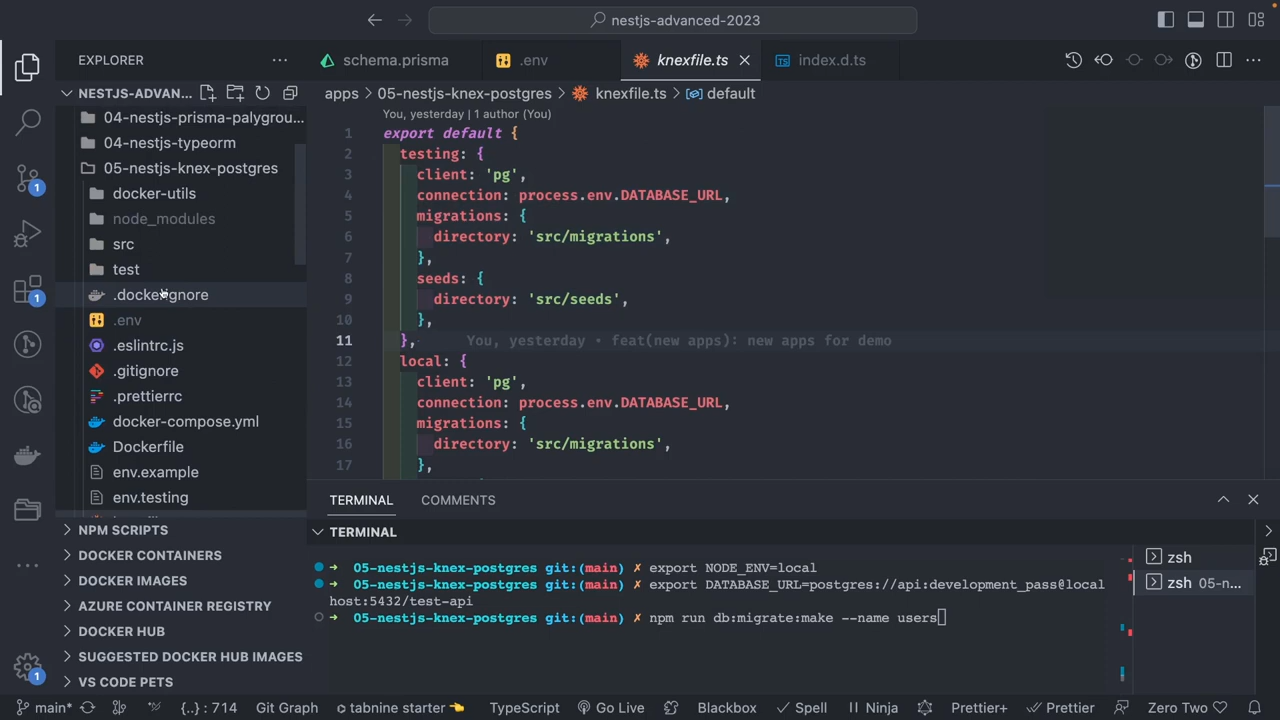 nestjs-advanced-2023
EXPLORER
schema.prisma
.env
knexfile.ts
index.d.ts
NESTJS-ADVAN...
apps > 05-nestjs-knex-postgres > knexfile.ts > default
04-nestjs-prisma-palygrou...
04-nestjs-typeorm
05-nestjs-knex-postgres
docker-utils
node_modules
src
test
.dockerignore
.env
.eslintrc.js
.gitignore
.prettierrc
docker-compose.yml
Dockerfile
env.example
env.testing
You, yesterday | 1 author (You)
1 export default {
2 testing: {
3 client: 'pg',
4 connection: process.env.DATABASE_URL,
5 migrations: {
6 directory: 'src/migrations',
7 },
8 seeds: {
9 directory: 'src/seeds',
10 },
11 }, You, yesterday • feat(new apps): new apps for demo
12 local: {
13 client: 'pg',
14 connection: process.env.DATABASE_URL,
15 migrations: {
16 directory: 'src/migrations',
17 },
NPM SCRIPTS
DOCKER CONTAINERS
DOCKER IMAGES
AZURE CONTAINER REGISTRY
DOCKER HUB
SUGGESTED DOCKER HUB IMAGES
VS CODE PETS
1
1
1
TERMINAL
COMMENTS
TERMINAL
05-nestjs-knex-postgres git:(main) ✗ export NODE_ENV=local
05-nestjs-knex-postgres git:(main) ✗ export DATABASE_URL=postgres://api:development_pass@local
host:5432/test-api
05-nestjs-knex-postgres git:(main) ✗ npm run db:migrate:make --name users
zsh
zsh 05-n...
main* {..} : 714 Git Graph tabnine starter TypeScript Go Live Blackbox Spell Ninja Prettier+ Prettier Zero Two